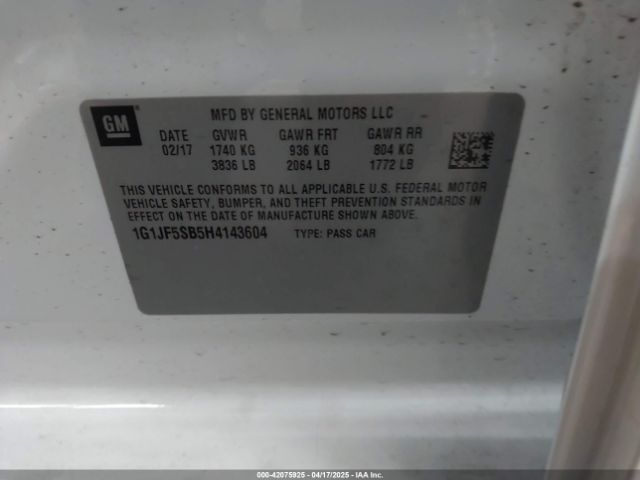 GM
MFD BY GENERAL MOTORS LLC
DATE GVWR GAWR FRT GAWR RR
02/17 1740 KG 936 KG 804 KG
3836 LB 2064 LB 1772 LB
THIS VEHICLE CONFORMS TO ALL APPLICABLE U.S. FEDERAL MOTOR
VEHICLE SAFETY, BUMPER, AND THEFT PREVENTION STANDARDS IN
EFFECT ON THE DATE OF MANUFACTURE SHOWN ABOVE.
1G1JF5SB5H4143604 TYPE: PASS CAR
000-42075925 | 04/17/2025 | IAA Inc.